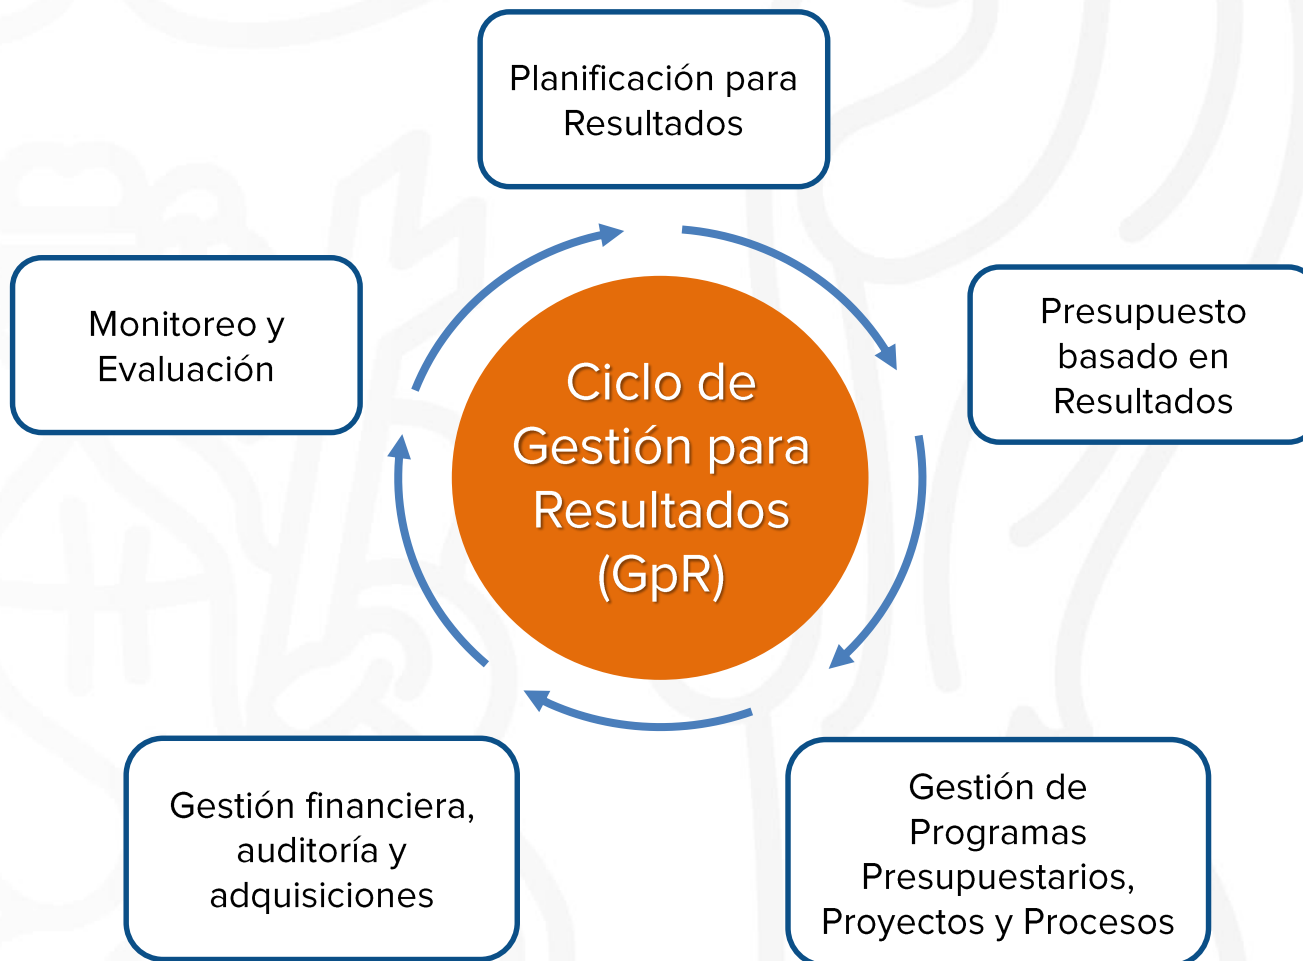 Planificación para
Resultados
Monitoreo y
Evaluación
Presupuesto
basado en
Resultados
Ciclo de
Gestión para
Resultados
(GpR)
Gestión financiera,
auditoría y
adquisiciones
Gestión de
Programas
Presupuestarios,
Proyectos y Procesos